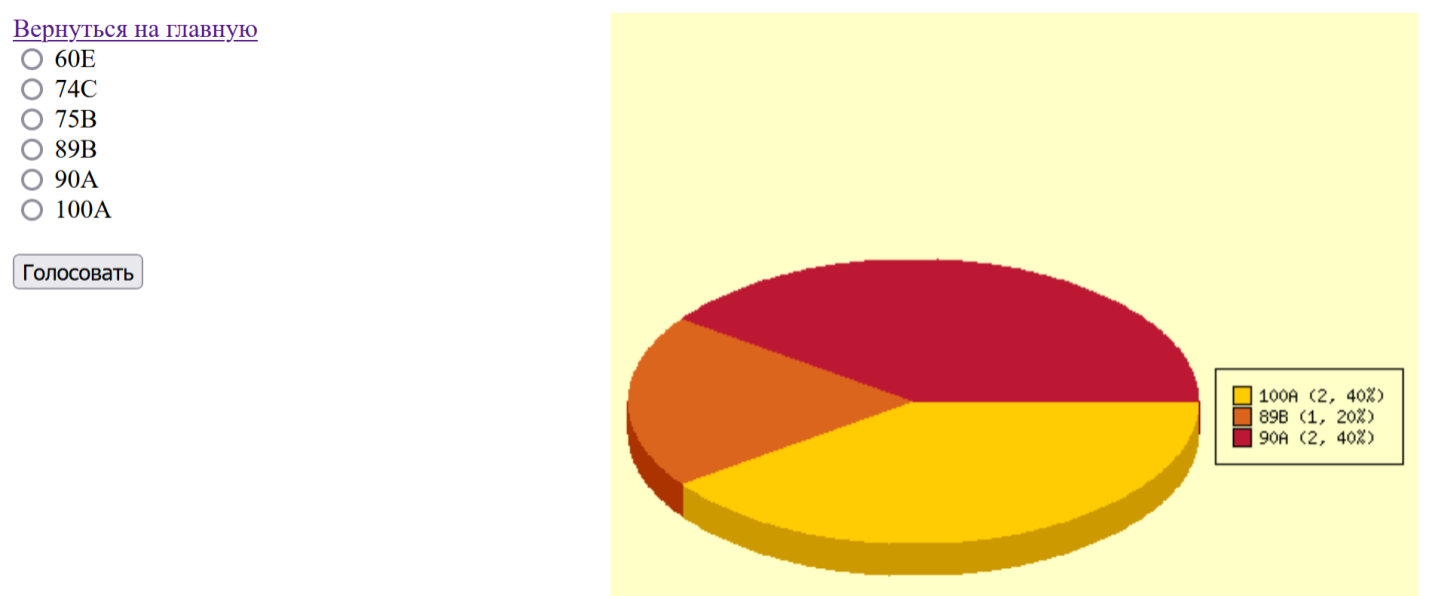 Вернуться на главную
60E
74C
75B
89B
90A
100A
Голосовать
100A (2, 40%)
89B (1, 20%)
90A (2, 40%)